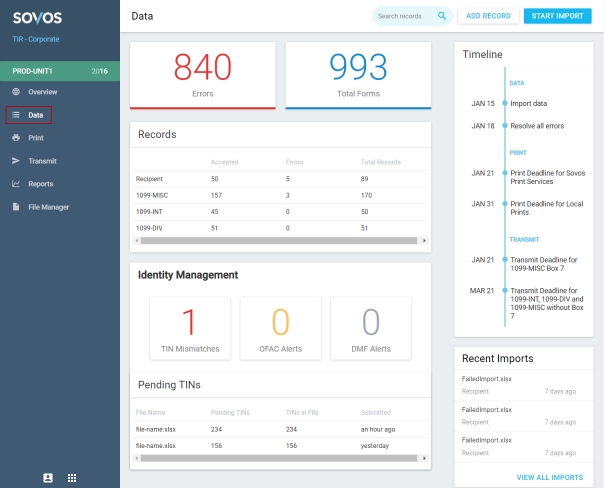 SOVOS
TIR - Corporate
PROD-UNIT1 2016
Overview
Data
Print
Transmit
Reports
File Manager
Data
Search records
ADD RECORD
START IMPORT
840
Errors
993
Total Forms
Records
Accepted Errors Total Records
Recipient 50 5 89
1099-MISC 157 3 170
1099-INT 45 0 50
1099-DIV 51 0 51
Identity Management
1
TIN Mismatches
0
OFAC Alerts
0
DMF Alerts
Pending TINs
File Name Pending TINs TINs in File Submitted
file-name.xlsx 234 234 an hour ago
file-name.xlsx 156 156 yesterday
Timeline
DATA
JAN 15 Import data
JAN 18 Resolve all errors
PRINT
JAN 21 Print Deadline for Sovos
Print Services
JAN 31 Print Deadline for Local
Prints
TRANSMIT
JAN 21 Transmit Deadline for
1099-MISC Box 7
MAR 21 Transmit Deadline for
1099-INT, 1099-DIV and
1099-MISC without Box
7
Recent Imports
FailedImport.xlsx
Recipient 7 days ago
FailedImport.xlsx
Recipient 7 days ago
FailedImport.xlsx
Recipient 7 days ago
VIEW ALL IMPORTS